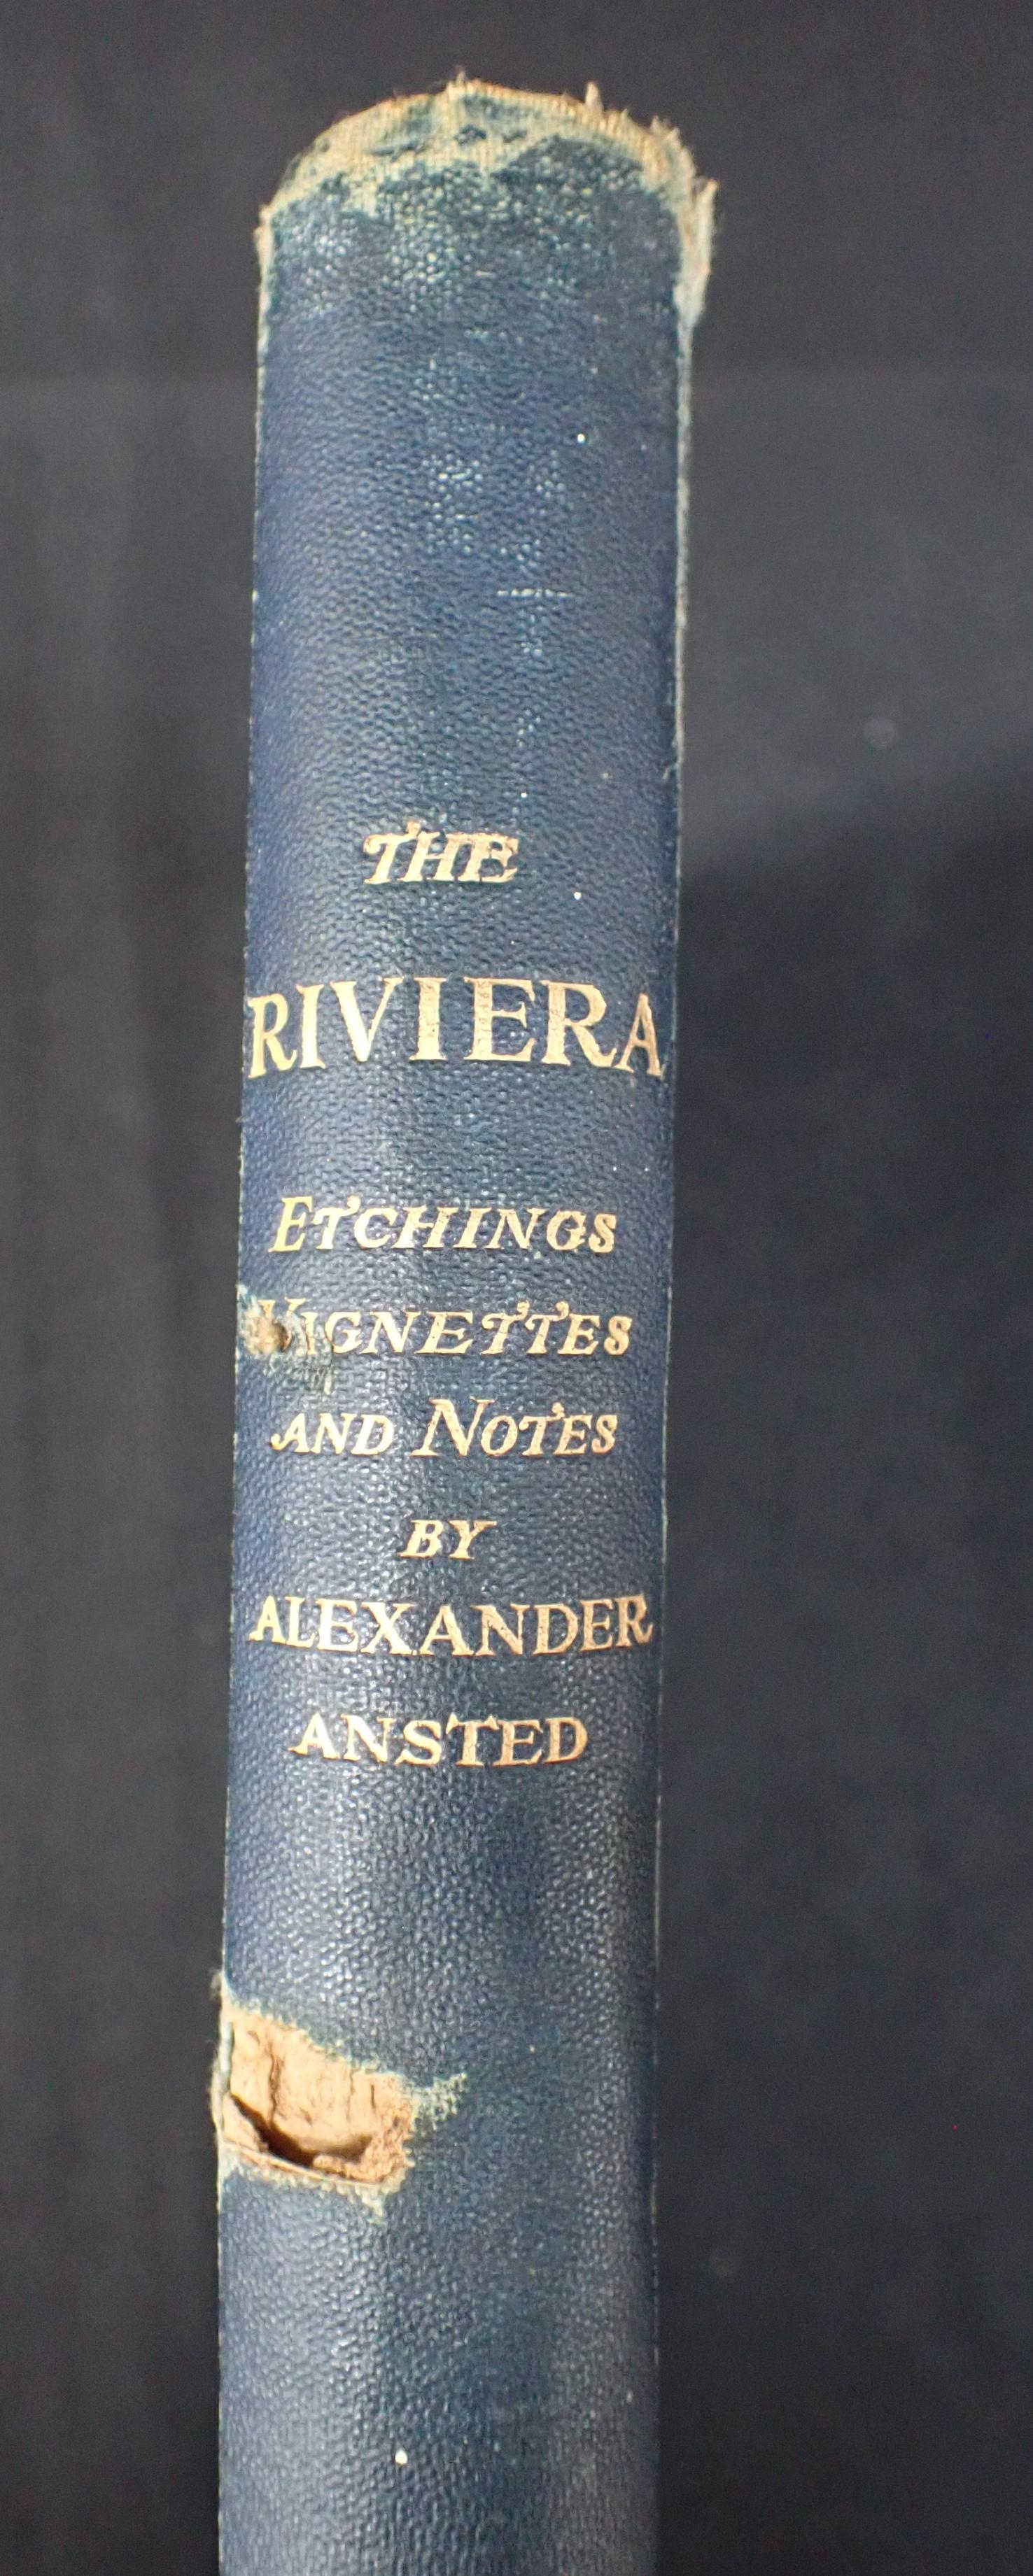 THE
RIVIERA
ETCHINGS
VIGNETTES
AND NOTES
BY
ALEXANDER
ANSTED